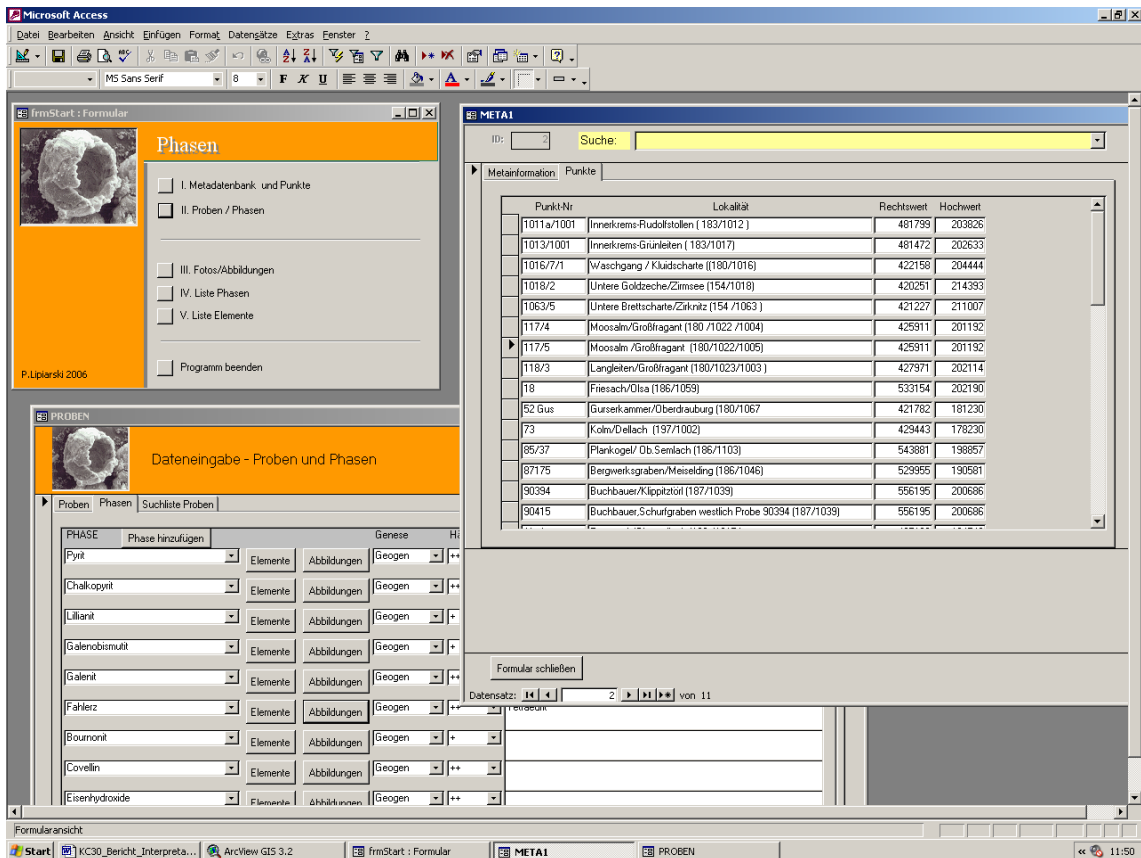 Microsoft Access
Datei Bearbeiten Ansicht Einfügen Format Datensätze Extras Fenster ?
MS Sans Serif 8 F K U
frmStart : Formular
Phasen
I. Metadatenbank und Punkte
II. Proben / Phasen
III. Fotos/Abbildungen
IV. Liste Phasen
V. Liste Elemente
Programm beenden
P.Lipiarski 2006
META1
ID: 2 Suche:
Metainformation Punkte
Punkt-Nr Lokalität Rechtswert Hochwert
1011a/1001 Innerkrems-Rudolfstollen ( 183/1012 ) 481799 203826
1013/1001 Innerkrems-Grünleiten ( 183/1017) 481472 202633
1016/7/1 Waschgang / Kluidscharte ((180/1016) 422158 204444
1018/2 Untere Goldzeche/Zirmsee (154/1018) 420251 214393
1063/5 Untere Brettscharte/Zirknitz (154 /1063 ) 421227 211007
117/4 Moosalm/Großfragant (180 /1022 /1004) 425911 201192
117/5 Moosalm /Großfragant (180/1022/1005) 425911 201192
118/3 Langleiten/Großfragant (180/1023/1003 ) 427971 202114
18 Friesach/Olsa (186/1059) 533154 202190
52 Gus Gurserkammer/Oberdrauburg (180/1067 421782 181230
73 Kolm/Dellach (197/1002) 429443 178230
85/37 Plankogel/ Ob.Semlach (186/1103) 543881 198857
87175 Bergwerksgraben/Meiselding (186/1046) 529955 190581
90394 Buchbauer/Klippitztörl (187/1039) 556195 200686
90415 Buchbauer,Schurfgraben westlich Probe 90394 (187/1039) 556195 200686
Formular schließen
Datensatz: 2 von 11
PROBEN
Dateneingabe - Proben und Phasen
Proben Phasen Suchliste Proben
PHASE Phase hinzufügen Genese Hä
Pyrit Elemente Abbildungen Geogen ++
Chalkopyrit Elemente Abbildungen Geogen ++
Lillianit Elemente Abbildungen Geogen +
Galenobismutit Elemente Abbildungen Geogen +
Galenit Elemente Abbildungen Geogen ++
Fahlerz Elemente Abbildungen Geogen ++ Tetraedrit
Bournonit Elemente Abbildungen Geogen +
Covellin Elemente Abbildungen Geogen ++
Eisenhydroxide Elemente Abbildungen Geogen ++
Formularansicht
Start KC30_Bericht_Interpreta... ArcView GIS 3.2 frmStart : Formular META1 PROBEN 11:50